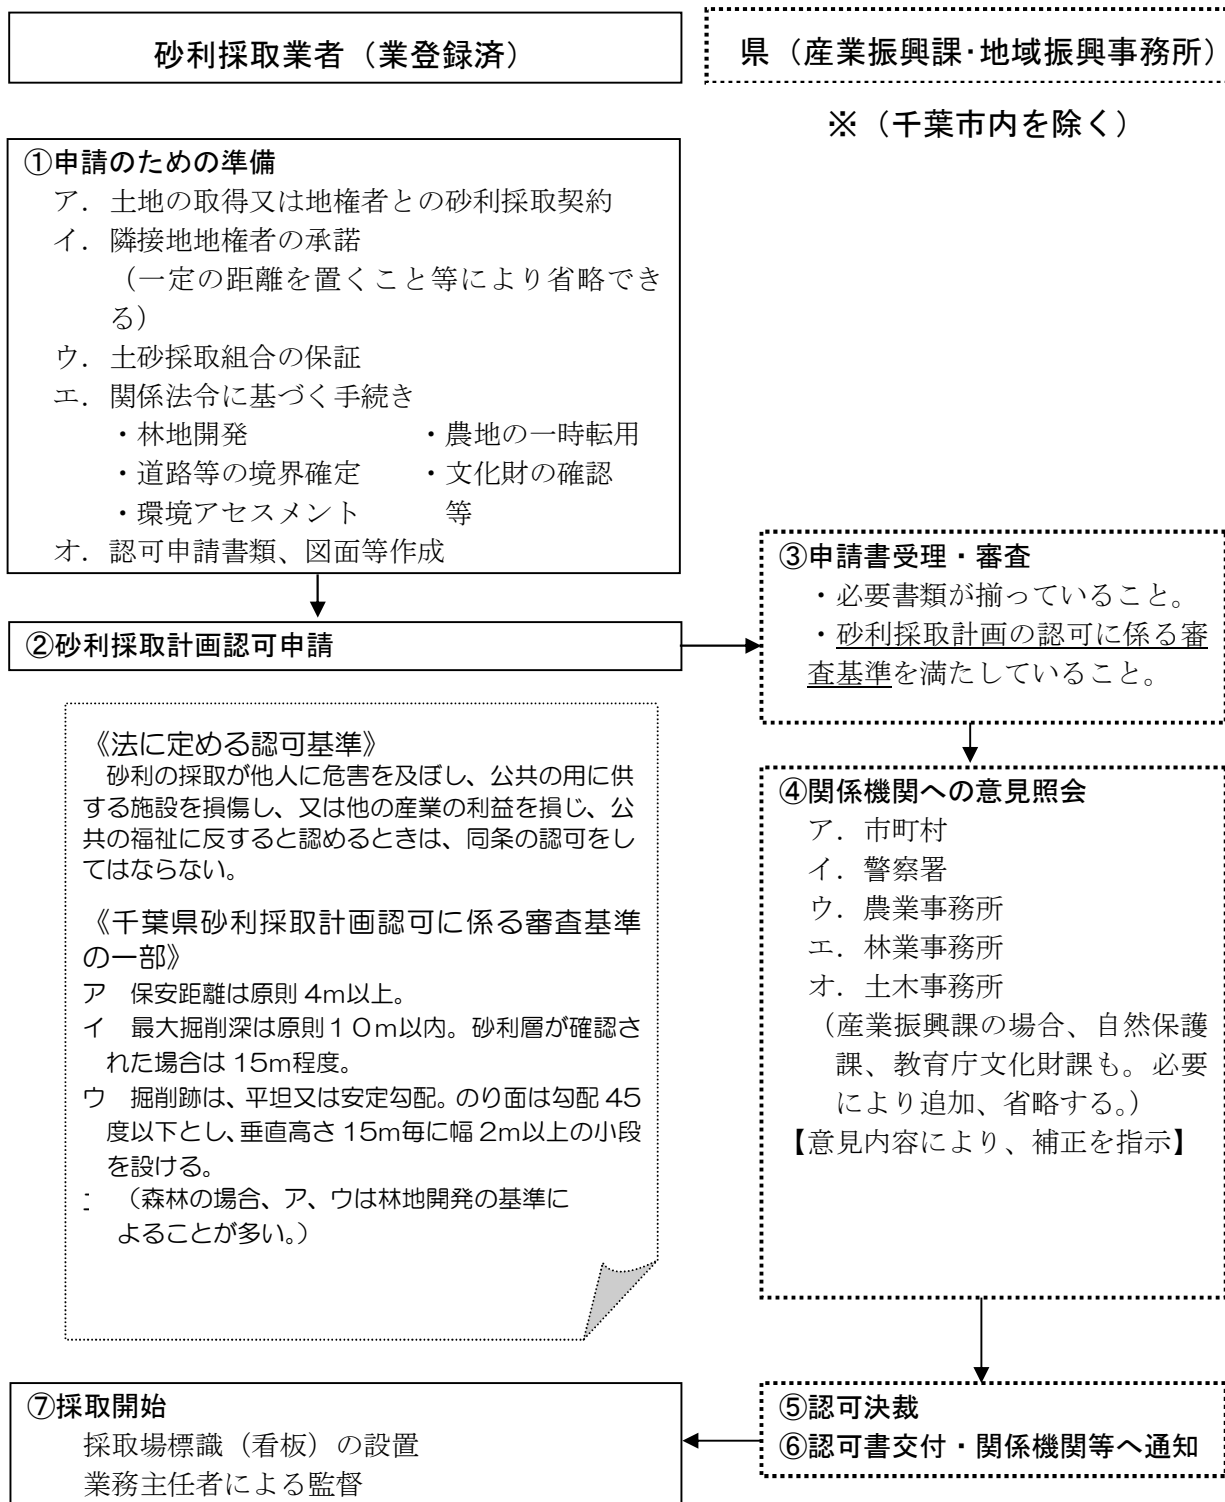 砂利採取業者（業登録済）
県（産業振興課･地域振興事務所）
※（千葉市内を除く）
①申請のための準備
ア．土地の取得又は地権者との砂利採取契約
イ．隣接地地権者の承諾
（一定の距離を置くこと等により省略でき
る）
ウ．土砂採取組合の保証
エ．関係法令に基づく手続き
・林地開発　・農地の一時転用
・道路等の境界確定　・文化財の確認
・環境アセスメント　等
オ．認可申請書類、図面等作成
②砂利採取計画認可申請
③申請書受理・審査
・必要書類が揃っていること。
・砂利採取計画の認可に係る審
査基準を満たしていること。
《法に定める認可基準》
砂利の採取が他人に危害を及ぼし、公共の用に供
する施設を損傷し、又は他の産業の利益を損じ、公
共の福祉に反すると認めるときは、同条の認可をし
てはならない。
《千葉県砂利採取計画認可に係る審査基準
の一部》
ア　保安距離は原則 4m以上。
イ　最大掘削深は原則１０m以内。砂利層が確認さ
れた場合は 15m程度。
ウ　掘削跡は、平坦又は安定勾配。のり面は勾配 45
度以下とし、垂直高さ 15m毎に幅 2m以上の小段
を設ける。
（森林の場合、ア、ウは林地開発の基準に
よることが多い。）
④関係機関への意見照会
ア．市町村
イ．警察署
ウ．農業事務所
エ．林業事務所
オ．土木事務所
（産業振興課の場合、自然保護
課、教育庁文化財課も。必要
により追加、省略する。）
【意見内容により、補正を指示】
⑤認可決裁
⑥認可書交付・関係機関等へ通知
⑦採取開始
採取場標識（看板）の設置
業務主任者による監督